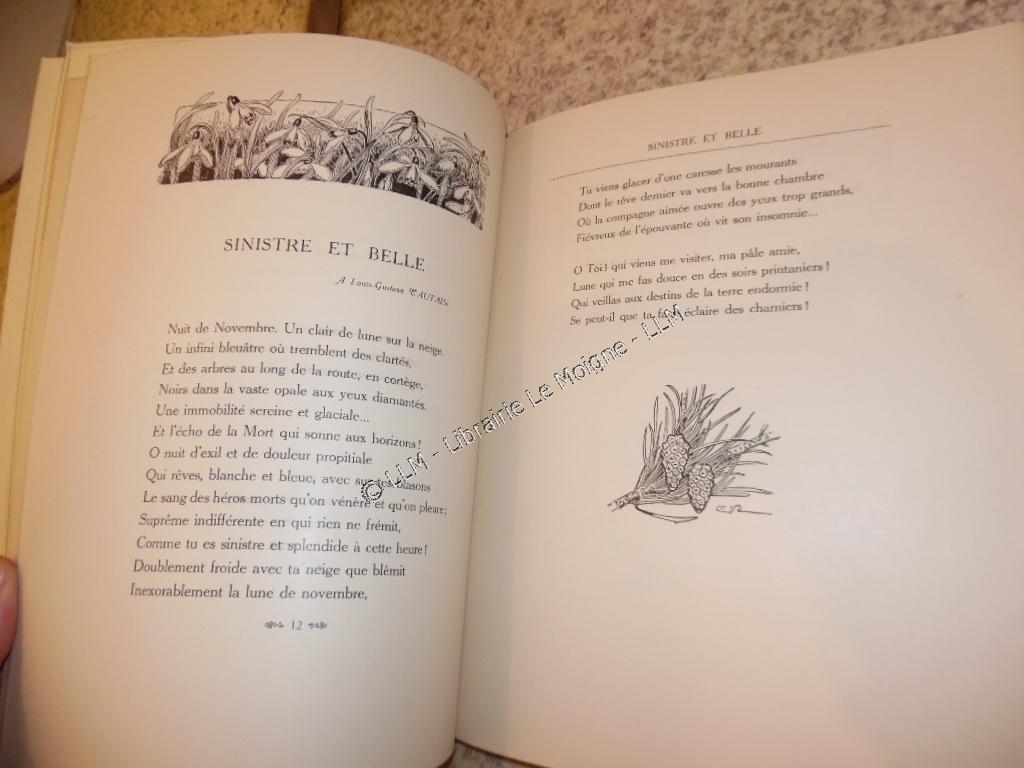 SINISTRE ET BELLE
A Louis-Gustave CAUTAIN.
Nuit de Novembre. Un clair de lune sur la neige.
Un infini bleuâtre où tremblent des clartés,
Et des arbres au long de la route, en cortège,
Noirs dans la vaste opale aux yeux diamantés.
Une immobilité sereine et glaciale...
Et l'écho de la Mort qui sonne aux horizons!
O nuit d'exil et de douleur propitiale
Qui rêves, blanche et bleue, avec sur tes blasons
Le sang des héros morts qu'on vénère et qu'on pleure;
Suprême indifférente en qui rien ne frémit,
Comme tu es sinistre et splendide à cette heure!
Doublement froide avec ta neige que blêmit
Inexorablement la lune de novembre,
12
SINISTRE ET BELLE
Tu viens glacer d'une caresse les mourants
Dont le rêve dernier va vers la bonne chambre
Où la compagne aimée ouvre des yeux trop grands,
Fiévreux de l'épouvante où vit son insomnie...
O Toi! qui viens me visiter, ma pâle amie,
Lune qui me fus douce en des soirs printaniers!
Qui veillas aux destins de la terre endormie!
Se peut-il que ta éclaire des charniers!
© LLM - Librairie Le Moigne - LLM